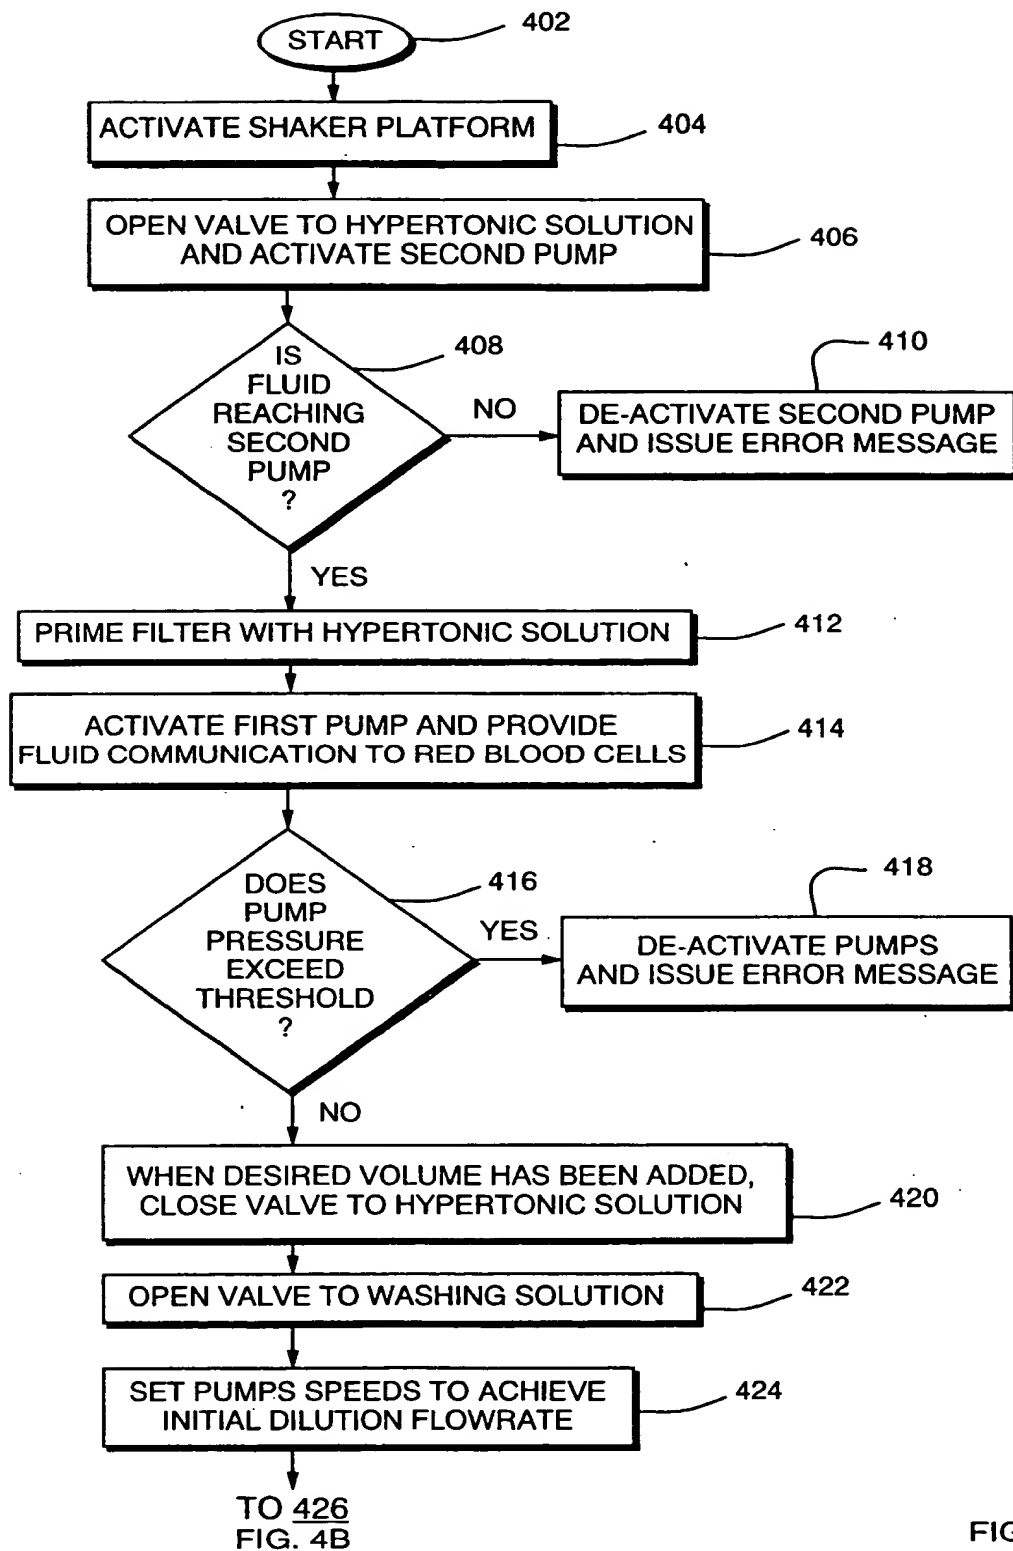 START
402
ACTIVATE SHAKER PLATFORM
404
OPEN VALVE TO HYPERTONIC SOLUTION
AND ACTIVATE SECOND PUMP
406
IS
FLUID
REACHING
SECOND
PUMP
?
408
NO
410
DE-ACTIVATE SECOND PUMP
AND ISSUE ERROR MESSAGE
YES
PRIME FILTER WITH HYPERTONIC SOLUTION
412
ACTIVATE FIRST PUMP AND PROVIDE
FLUID COMMUNICATION TO RED BLOOD CELLS
414
DOES
PUMP
PRESSURE
EXCEED
THRESHOLD
?
416
YES
418
DE-ACTIVATE PUMPS
AND ISSUE ERROR MESSAGE
NO
WHEN DESIRED VOLUME HAS BEEN ADDED,
CLOSE VALVE TO HYPERTONIC SOLUTION
420
OPEN VALVE TO WASHING SOLUTION
422
SET PUMPS SPEEDS TO ACHIEVE
INITIAL DILUTION FLOWRATE
424
TO 426
FIG. 4B
FIG